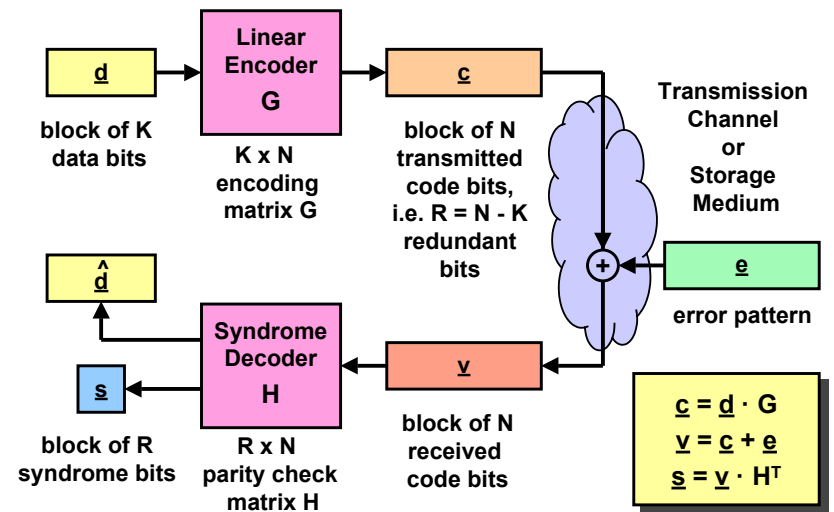 d
Linear
Encoder
G
c
block of K
data bits
K x N
encoding
matrix G
block of N
transmitted
code bits,
i.e. R = N - K
redundant
bits
Transmission
Channel
or
Storage
Medium
+
e
error pattern
d̂
Syndrome
Decoder
H
v
s
block of R
syndrome bits
R x N
parity check
matrix H
block of N
received
code bits
c = d · G
v = c + e
s = v · Hᵀ